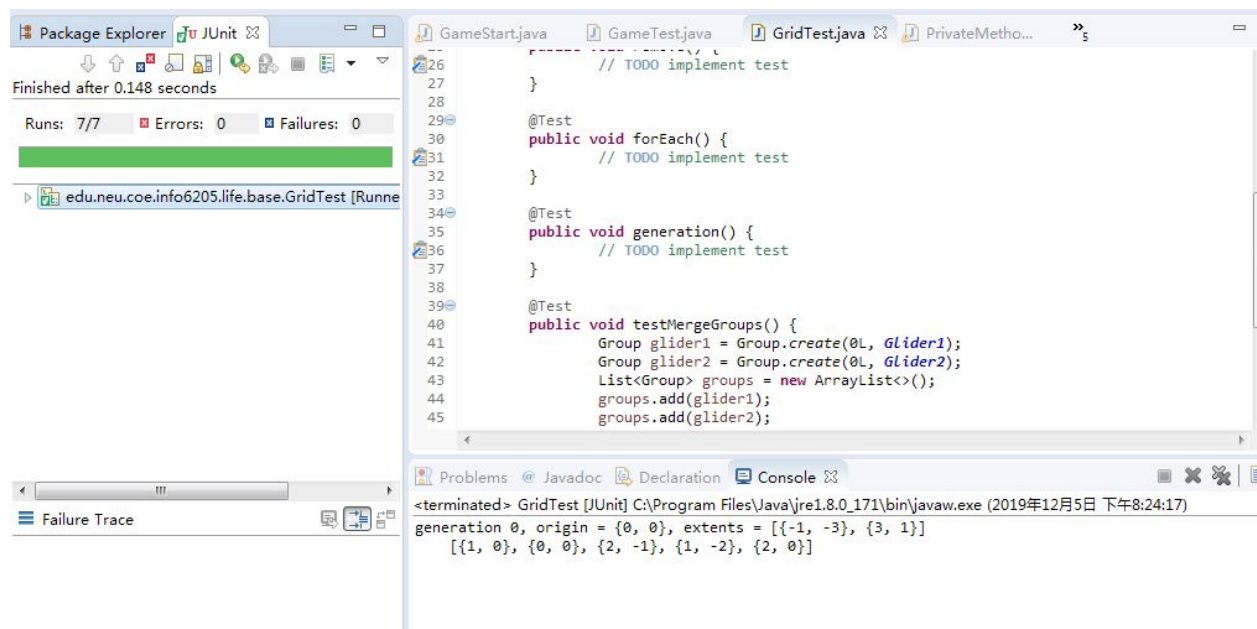 Package Explorer JUnit
Finished after 0.148 seconds
Runs: 7/7 Errors: 0 Failures: 0
edu.neu.coe.info6205.life.base.GridTest [Runne
Failure Trace
GameStart.java GameTest.java GridTest.java PrivateMetho... »5
26 // TODO implement test
27 }
28
29 @Test
30 public void forEach() {
31 // TODO implement test
32 }
33
34 @Test
35 public void generation() {
36 // TODO implement test
37 }
38
39 @Test
40 public void testMergeGroups() {
41 Group glider1 = Group.create(0L, Glider1);
42 Group glider2 = Group.create(0L, Glider2);
43 List<Group> groups = new ArrayList<>();
44 groups.add(glider1);
45 groups.add(glider2);
Problems @ Javadoc Declaration Console
<terminated> GridTest [JUnit] C:\Program Files\Java\jre1.8.0_171\bin\javaw.exe (2019年12月5日 下午8:24:17)
generation 0, origin = {0, 0}, extents = [{-1, -3}, {3, 1}]
[{1, 0}, {0, 0}, {2, -1}, {1, -2}, {2, 0}]